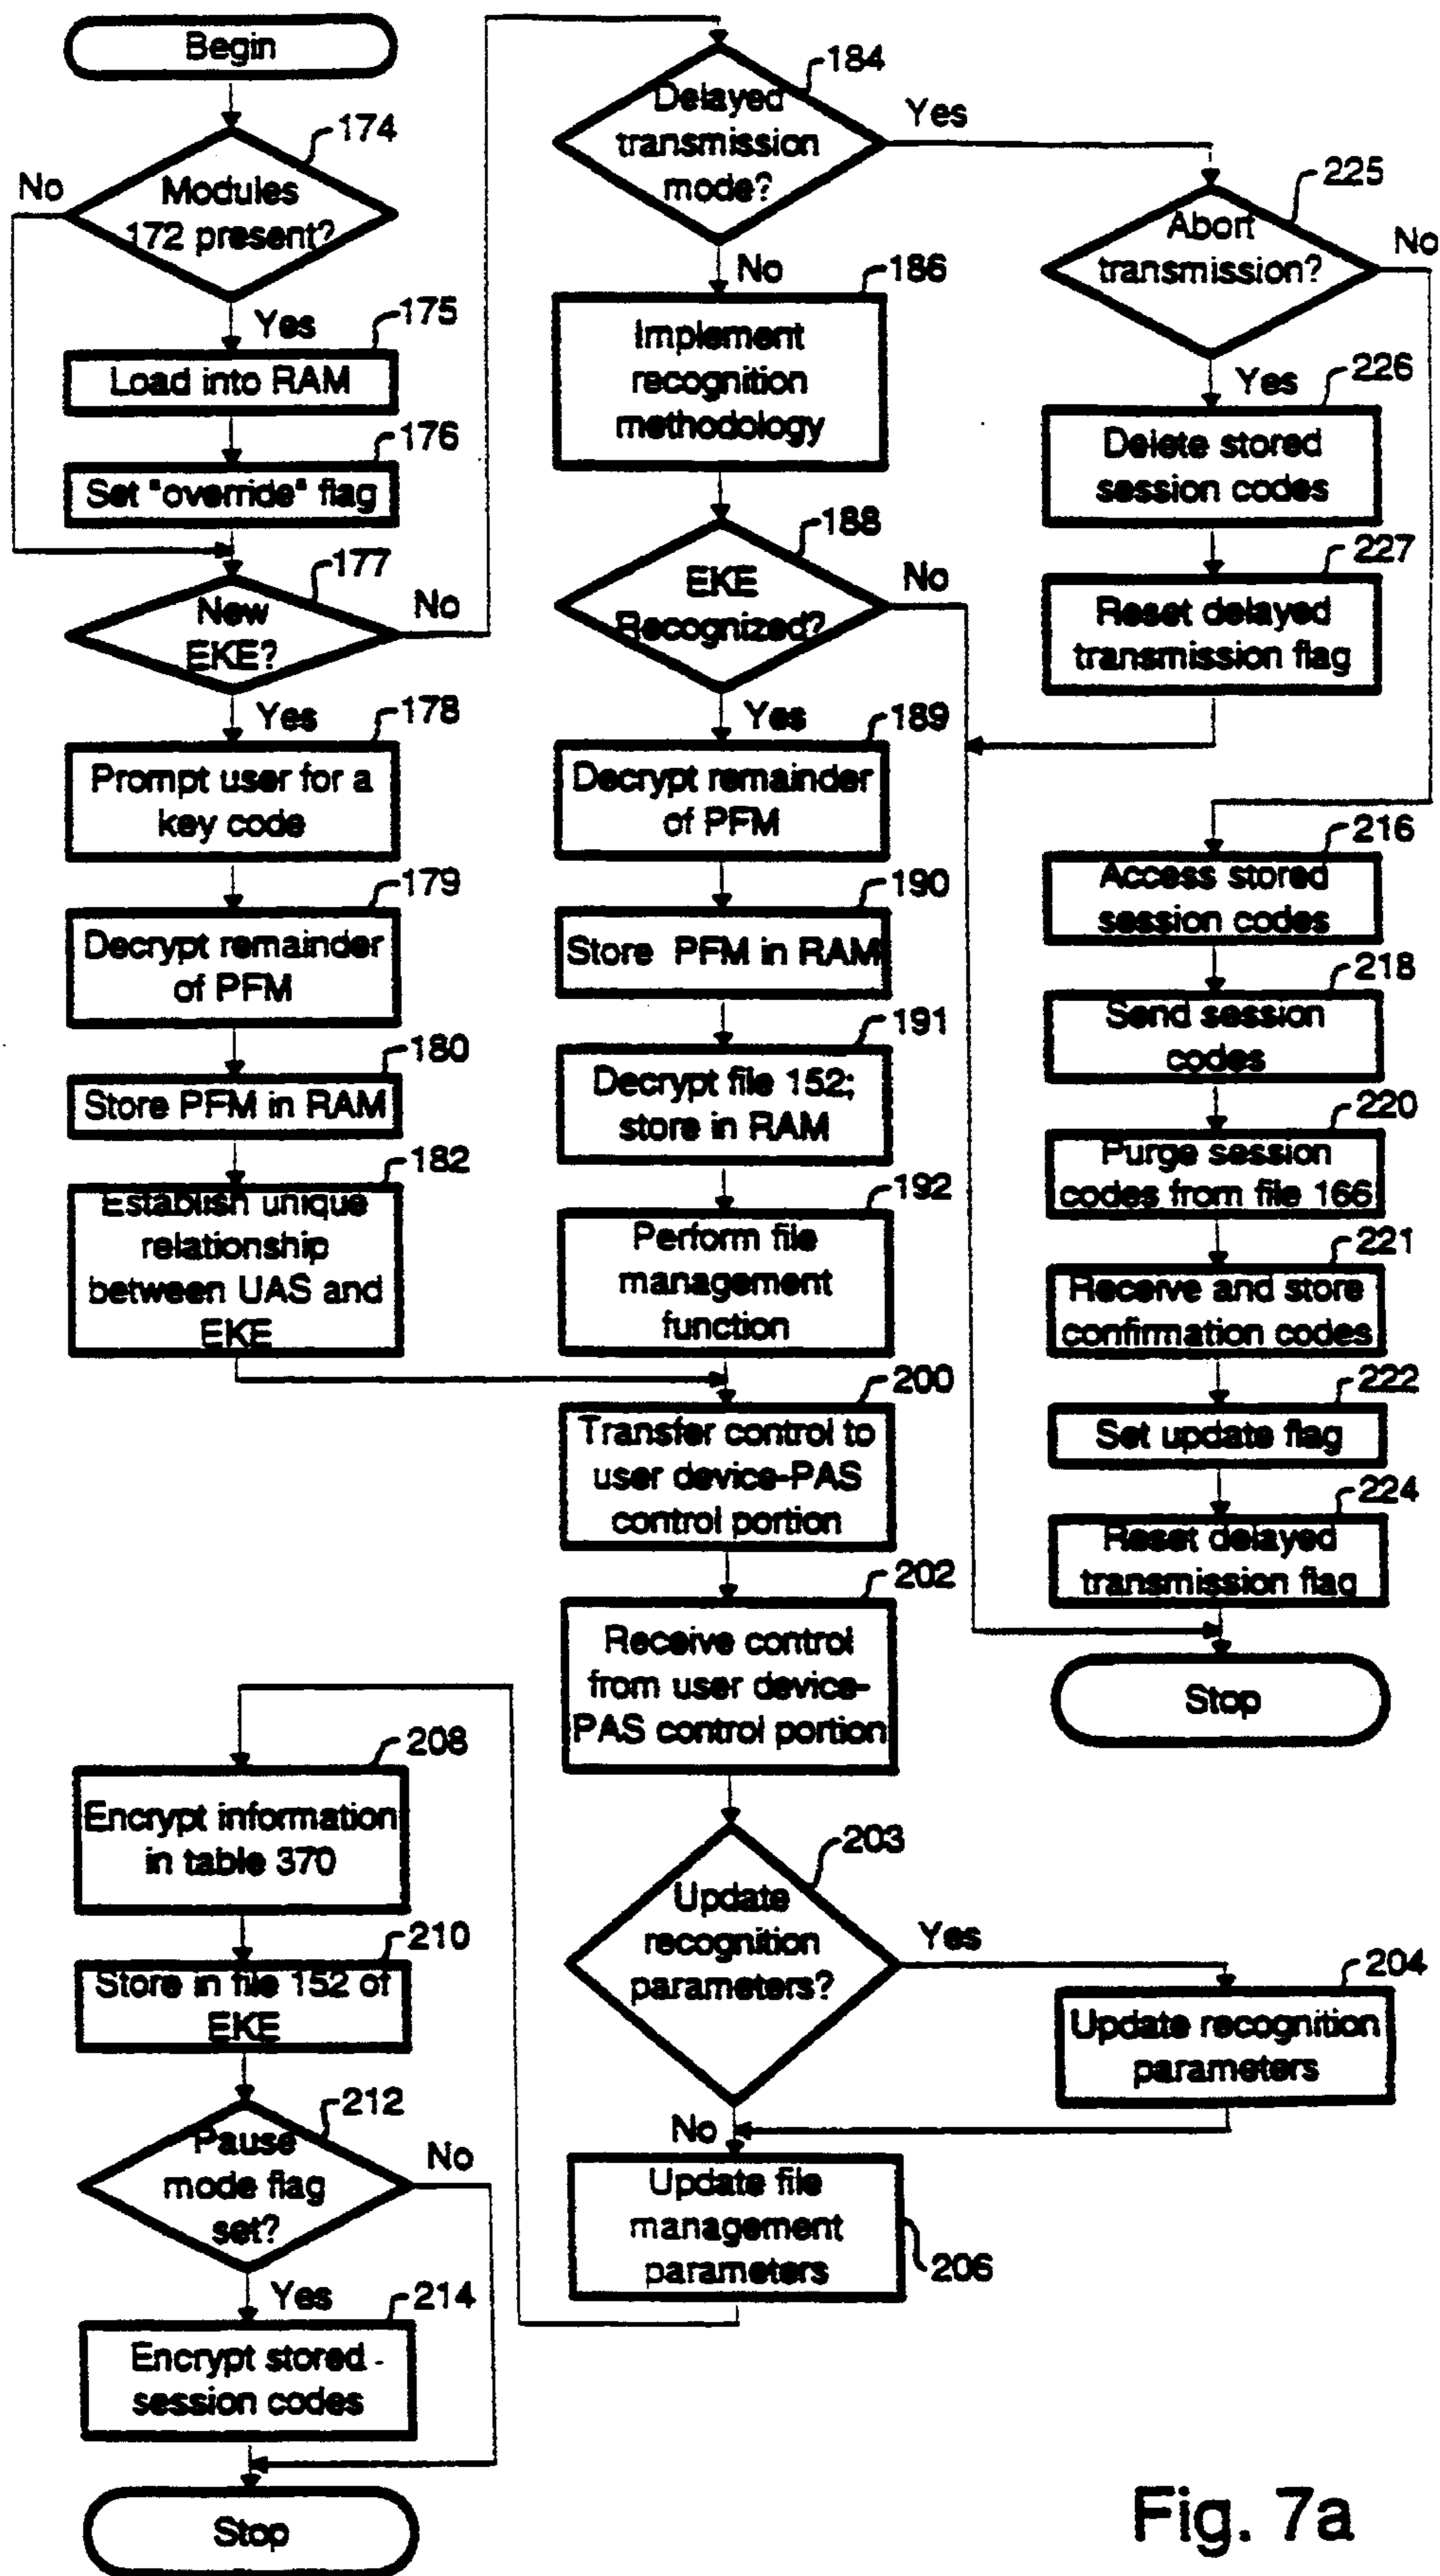 Begin
174
Modules
172 present?
No
Yes
175
Load into RAM
176
Set "override" flag
177
New
EKE?
No
Yes
178
Prompt user for a
key code
179
Decrypt remainder
of PFM
180
Store PFM in RAM
182
Establish unique
relationship
between UAS and
EKE
184
Delayed
transmission
mode?
Yes
No
186
Implement
recognition
methodology
188
EKE
Recognized?
No
Yes
189
Decrypt remainder
of PFM
190
Store PFM in RAM
191
Decrypt file 152;
store in RAM
192
Perform file
management
function
200
Transfer control to
user device-PAS
control portion
202
Receive control
from user device-
PAS control portion
203
Update
recognition
parameters?
Yes
No
204
Update recognition
parameters
206
Update file
management
parameters
208
Encrypt information
in table 370
210
Store in file 152 of
EKE
212
Pause
mode flag
set?
No
Yes
214
Encrypt stored
session codes
Stop
225
Abort
transmission?
No
Yes
226
Delete stored
session codes
227
Reset delayed
transmission flag
216
Access stored
session codes
218
Send session
codes
220
Purge session
codes from file 166
221
Receive and store
confirmation codes
222
Set update flag
224
Reset delayed
transmission flag
Stop
Fig. 7a